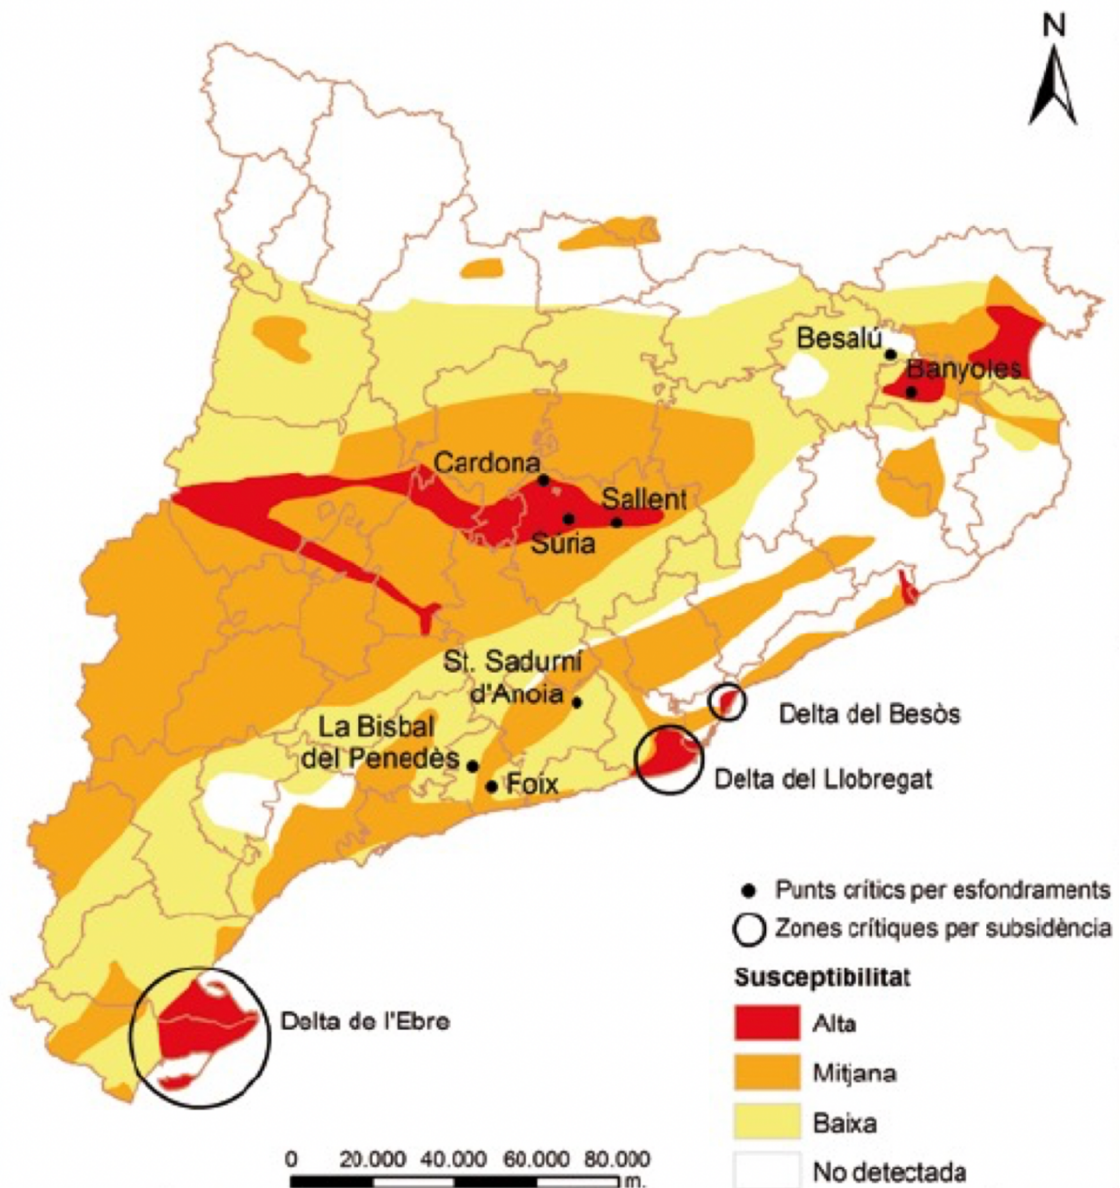 N
Besalú
Banyoles
Cardona
Sallent
Súria
St. Sadurní
d'Anoia
La Bisbal
del Penedès
Foix
Delta del Besòs
Delta del Llobregat
Delta de l'Ebre
Punts crítics per esfondraments
Zones crítiques per subsidència
Susceptibilitat
Alta
Mitjana
Baixa
No detectada
0 20.000 40.000 60.000 80.000
m.